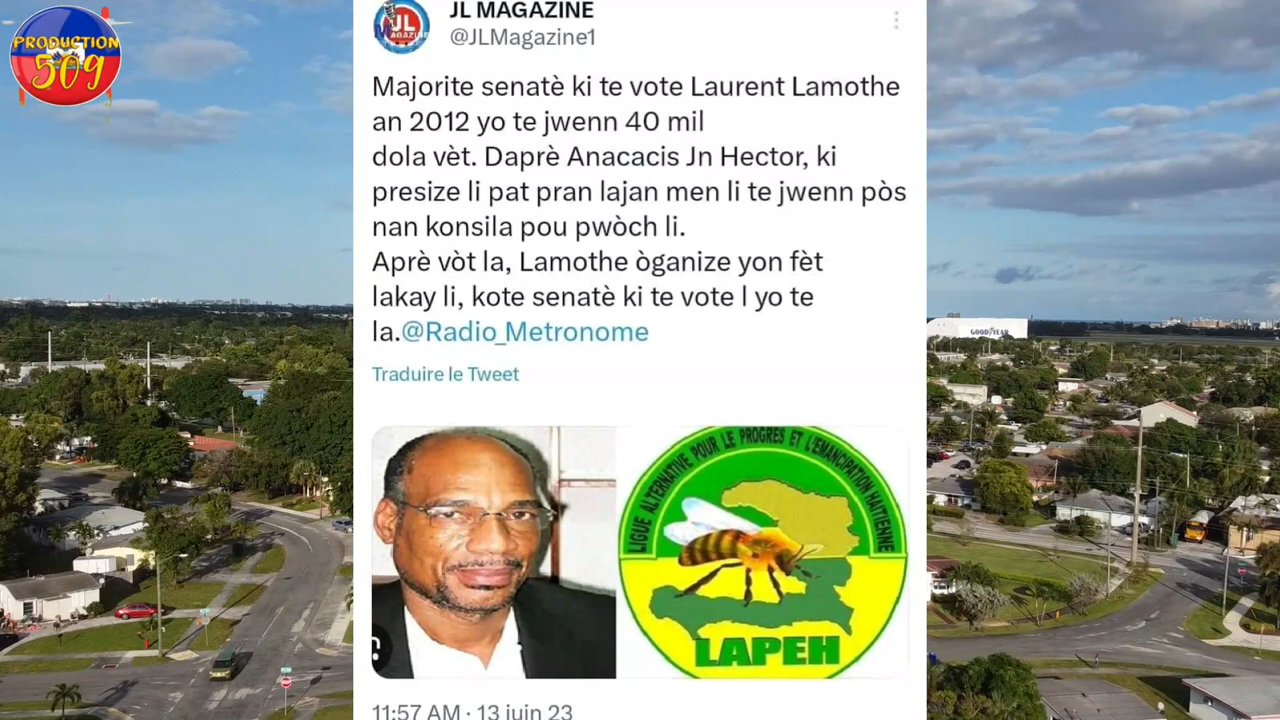 PRODUCTION
509
JL MAGAZINE
@JLMagazine1
Majorite senatè ki te vote Laurent Lamothe
an 2012 yo te jwenn 40 mil
dola vèt. Daprè Anacacis Jn Hector, ki
presize li pat pran lajan men li te jwenn pòs
nan konsila pou pwòch li.
Aprè vòt la, Lamothe òganize yon fèt
lakay li, kote senatè ki te vote l yo te
la.@Radio_Metronome
Traduire le Tweet
LIGUE ALTERNATIVE POUR LE PROGRES ET L'EMANCIPATION HAITIENNE
LAPEH
GOODYEAR
11:57 AM · 13 juin 23